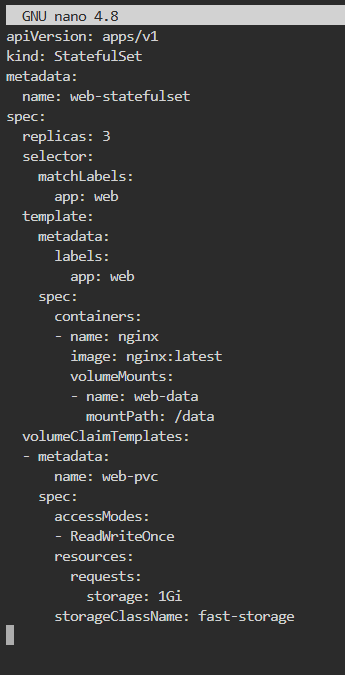 GNU nano 4.8
apiVersion: apps/v1
kind: StatefulSet
metadata:
  name: web-statefulset
spec:
  replicas: 3
  selector:
    matchLabels:
      app: web
  template:
    metadata:
      labels:
        app: web
    spec:
      containers:
      - name: nginx
        image: nginx:latest
        volumeMounts:
        - name: web-data
          mountPath: /data
  volumeClaimTemplates:
  - metadata:
      name: web-pvc
    spec:
      accessModes:
      - ReadWriteOnce
      resources:
        requests:
          storage: 1Gi
      storageClassName: fast-storage